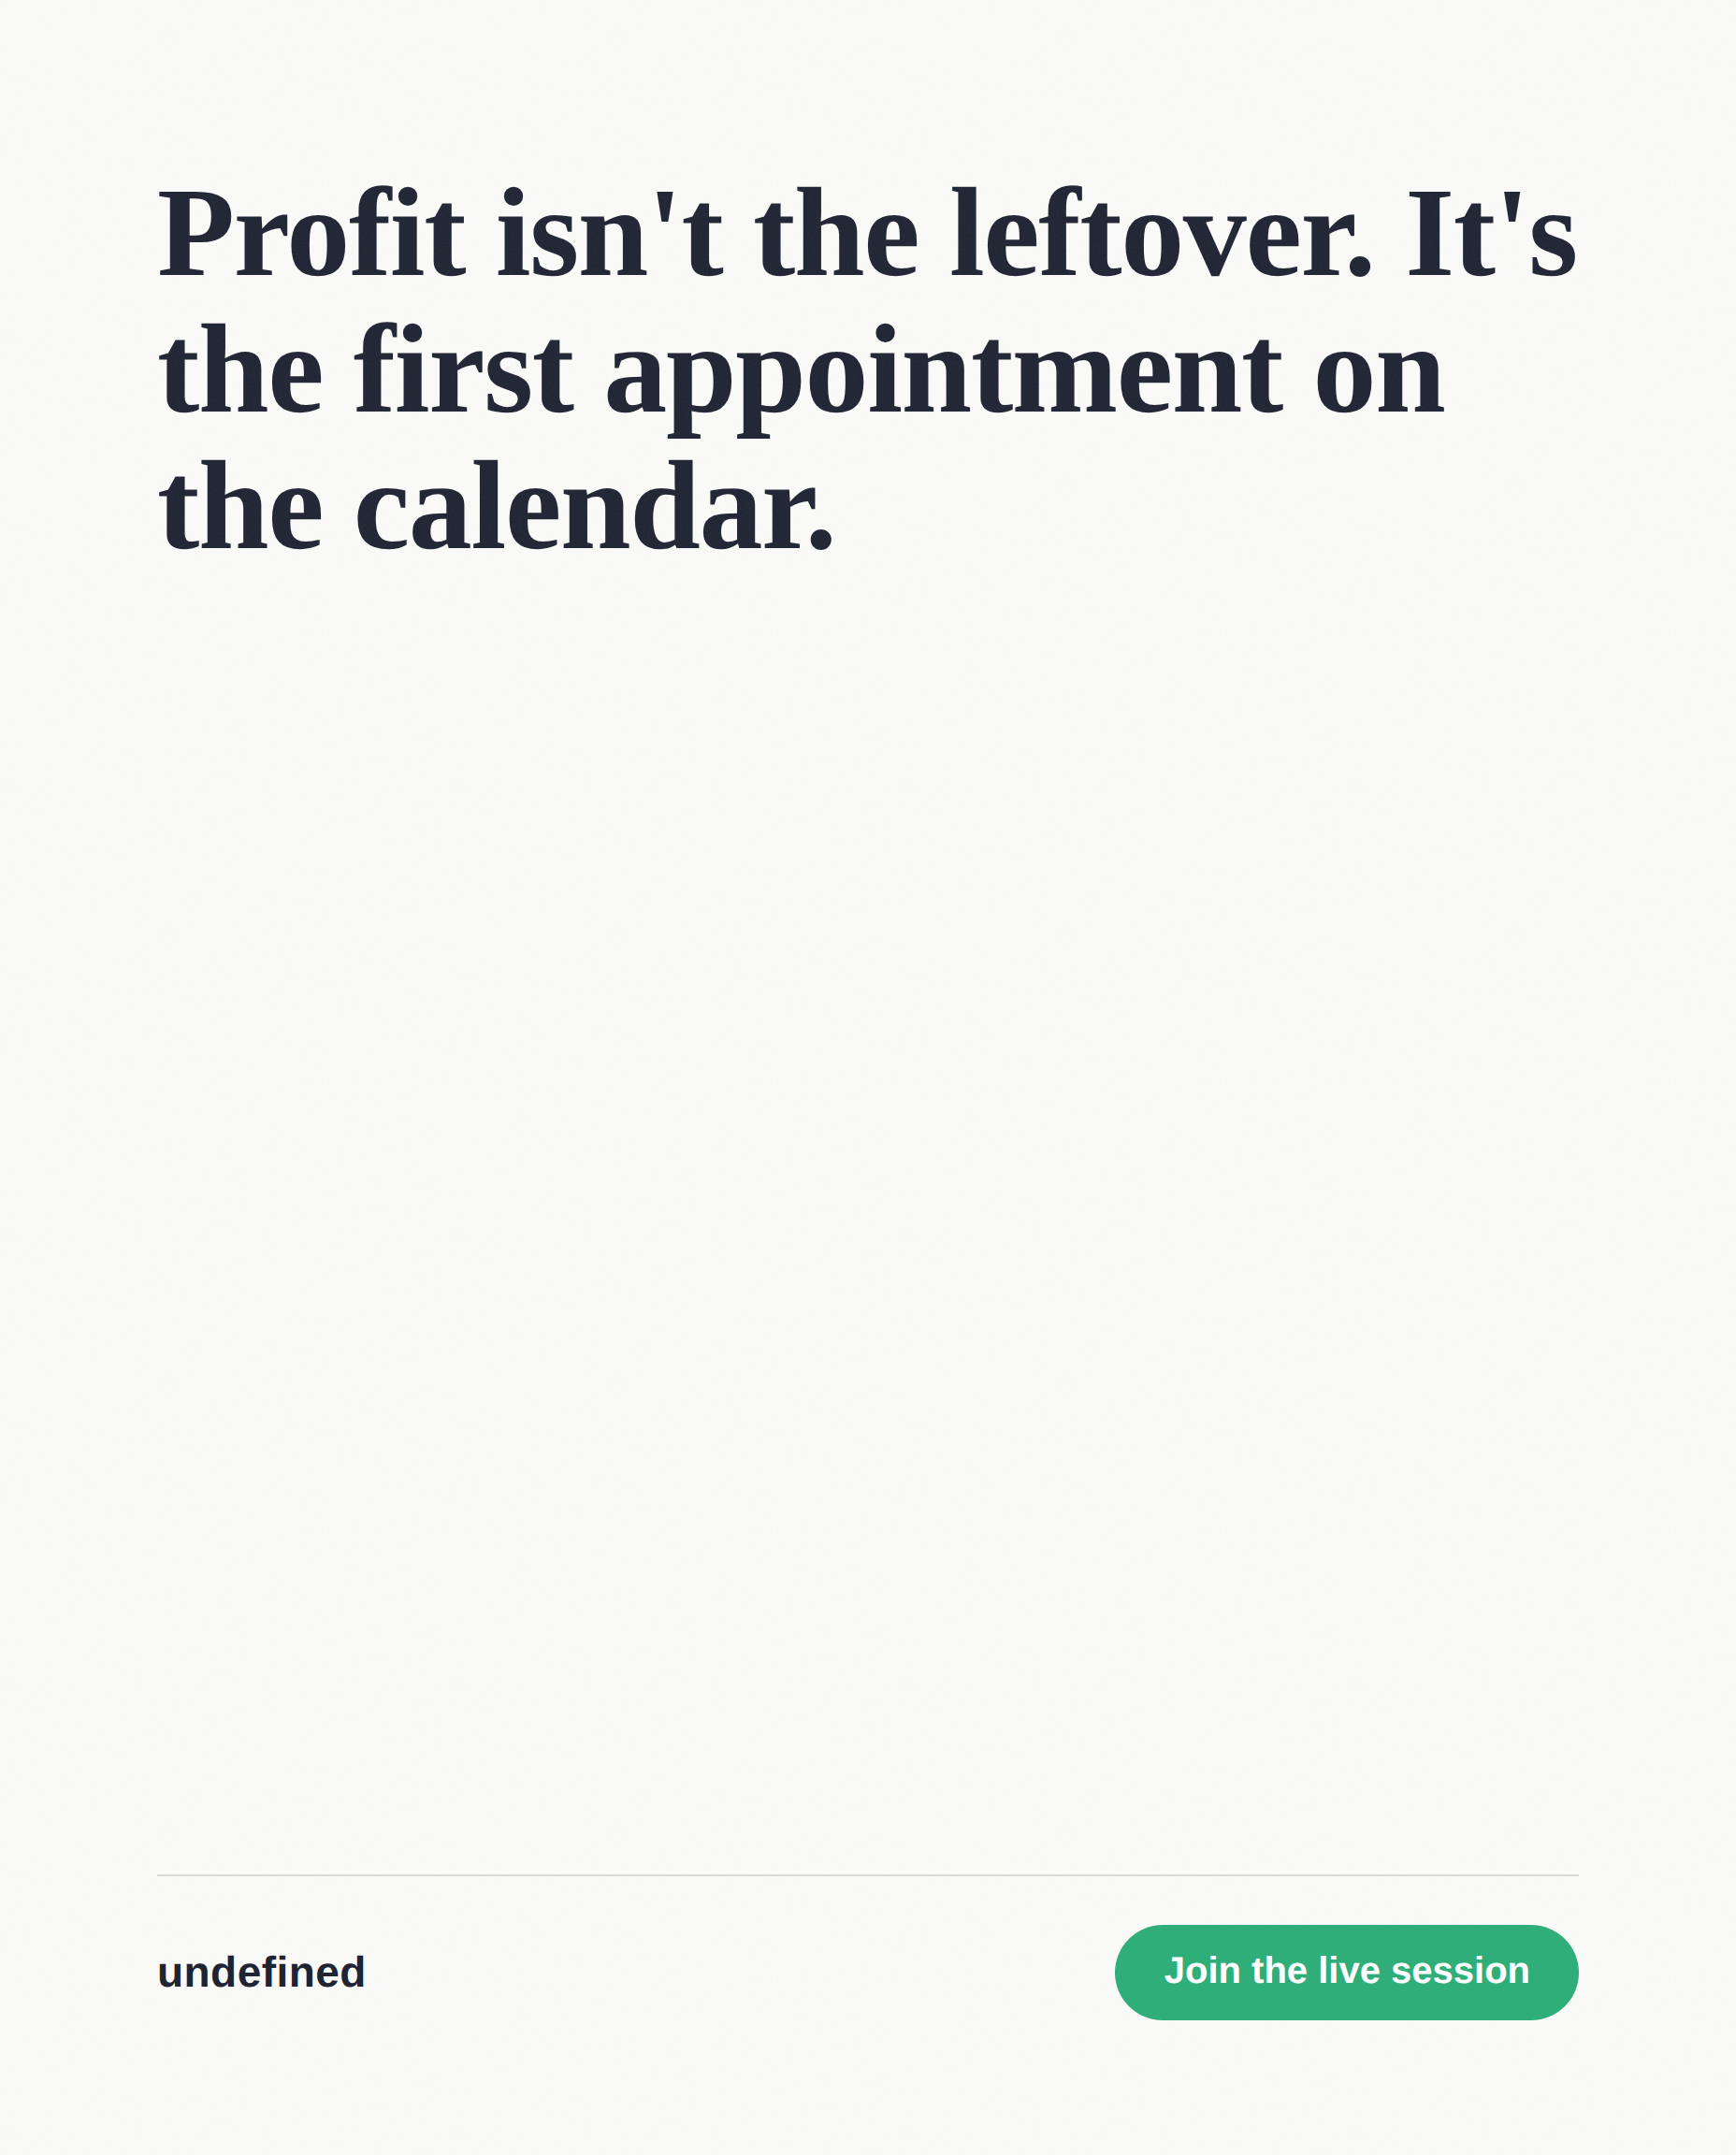 Profit isn't the leftover. It's
the first appointment on
the calendar.
undefined
Join the live session